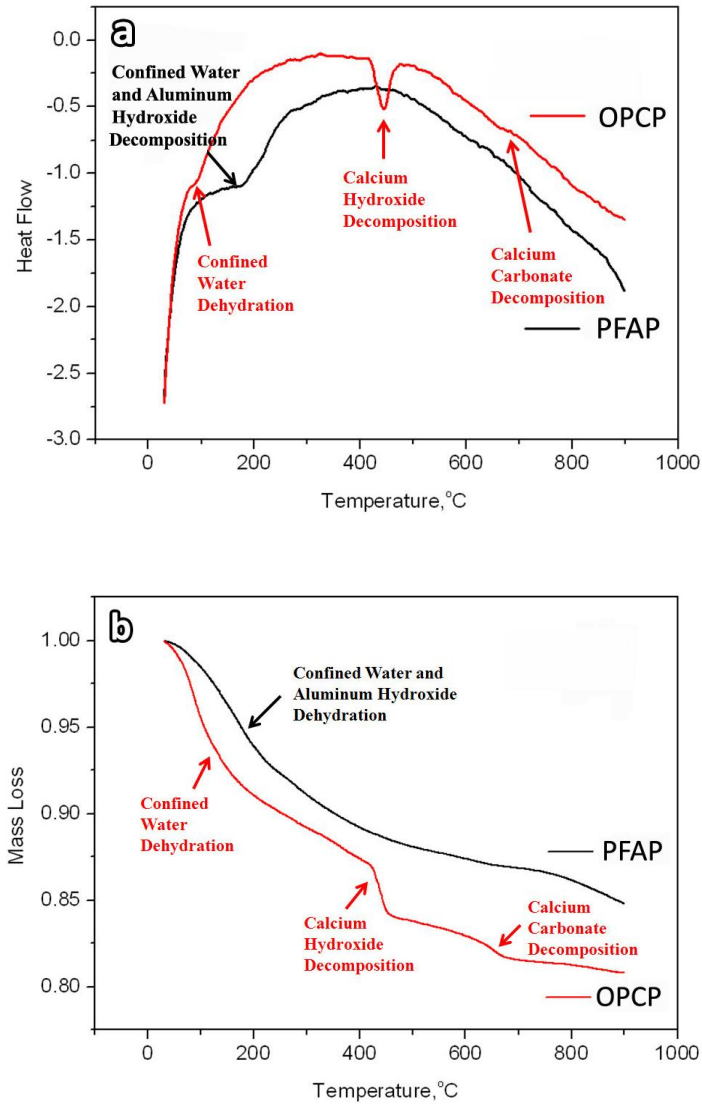 a
0.0
-0.5
-1.0
-1.5
-2.0
-2.5
-3.0
Heat Flow
Confined Water
and Aluminum
Hydroxide
Decomposition
OPCP
Calcium
Hydroxide
Decomposition
Confined
Water
Dehydration
Calcium
Carbonate
Decomposition
PFAP
0 200 400 600 800 1000
Temperature,°C
b
1.00
0.95
0.90
0.85
0.80
Mass Loss
Confined Water and
Aluminum Hydroxide
Dehydration
Confined
Water
Dehydration
PFAP
Calcium
Hydroxide
Decomposition
Calcium
Carbonate
Decomposition
OPCP
0 200 400 600 800 1000
Temperature,°C